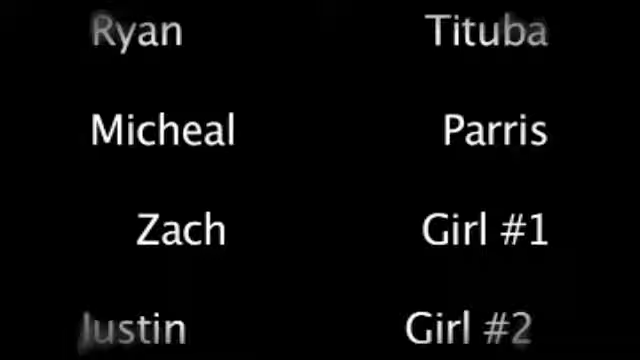 Ryan Tituba
Micheal Parris
Zach Girl #1
Justin Girl #2